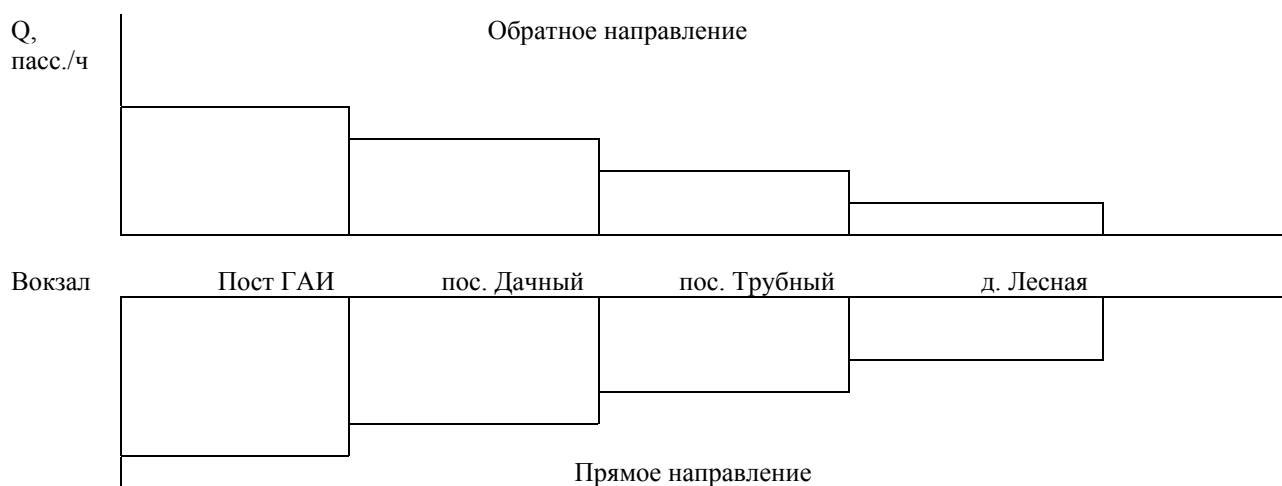 Q,
пасс./ч
Обратное направление
Вокзал Пост ГАИ пос. Дачный пос. Трубный д. Лесная
Прямое направление